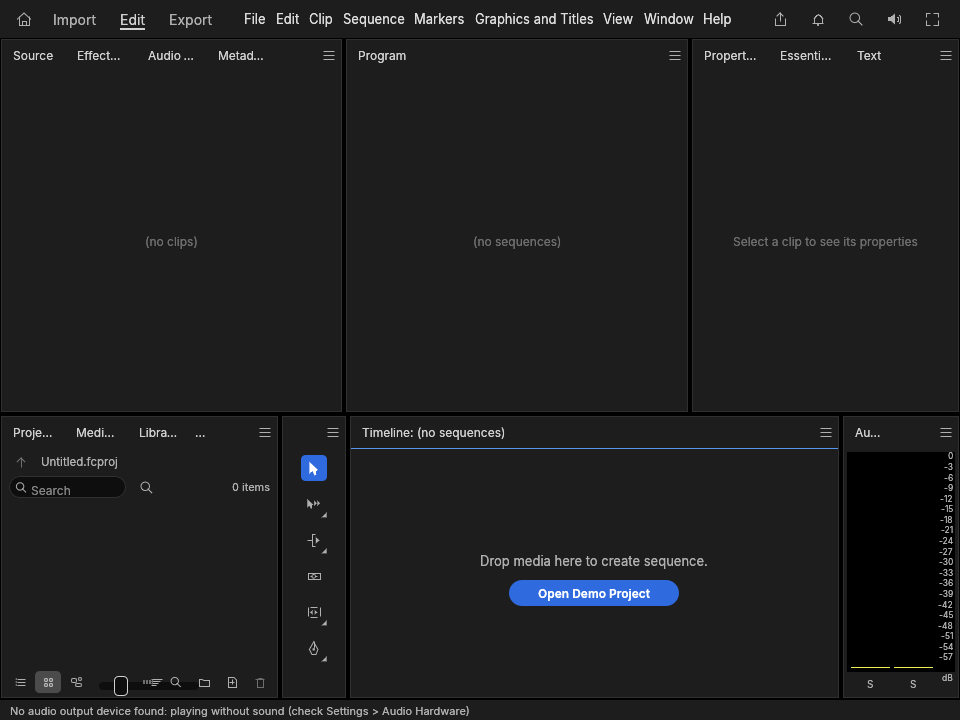 Import Edit Export File Edit Clip Sequence Markers Graphics and Titles View Window Help
Source Effect... Audio ... Metad...
Program
Propert... Essenti... Text
(no clips)
(no sequences)
Select a clip to see its properties
Proje... Medi... Libra... ...
Timeline: (no sequences)
Au...
Untitled.fcproj
Search
0 items
Drop media here to create sequence.
Open Demo Project
0
-3
-6
-9
-12
-15
-18
-21
-24
-27
-30
-33
-36
-39
-42
-45
-48
-51
-54
-57
dB
S S
No audio output device found: playing without sound (check Settings > Audio Hardware)